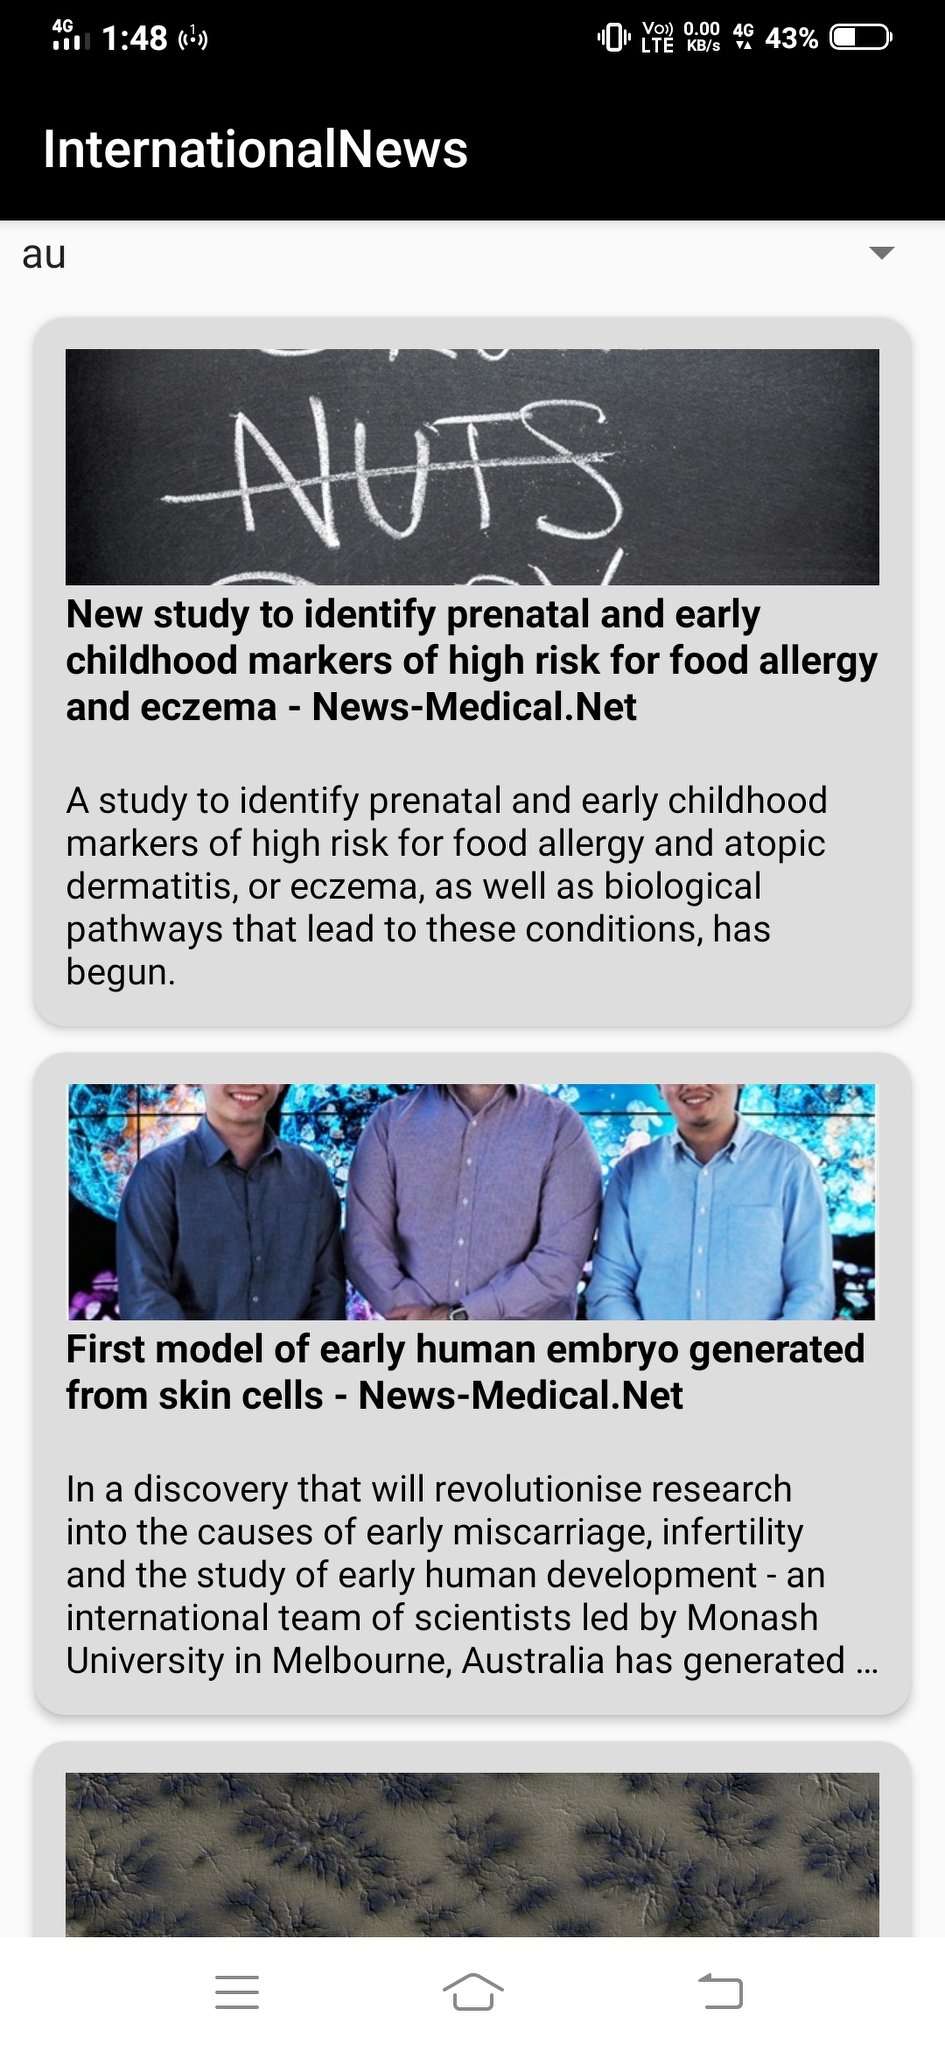 4G 1:48 1 Vo)) LTE 0.00 KB/s 4G 43%
InternationalNews
au
NUTS
New study to identify prenatal and early
childhood markers of high risk for food allergy
and eczema - News-Medical.Net
A study to identify prenatal and early childhood
markers of high risk for food allergy and atopic
dermatitis, or eczema, as well as biological
pathways that lead to these conditions, has
begun.
First model of early human embryo generated
from skin cells - News-Medical.Net
In a discovery that will revolutionise research
into the causes of early miscarriage, infertility
and the study of early human development - an
international team of scientists led by Monash
University in Melbourne, Australia has generated ...